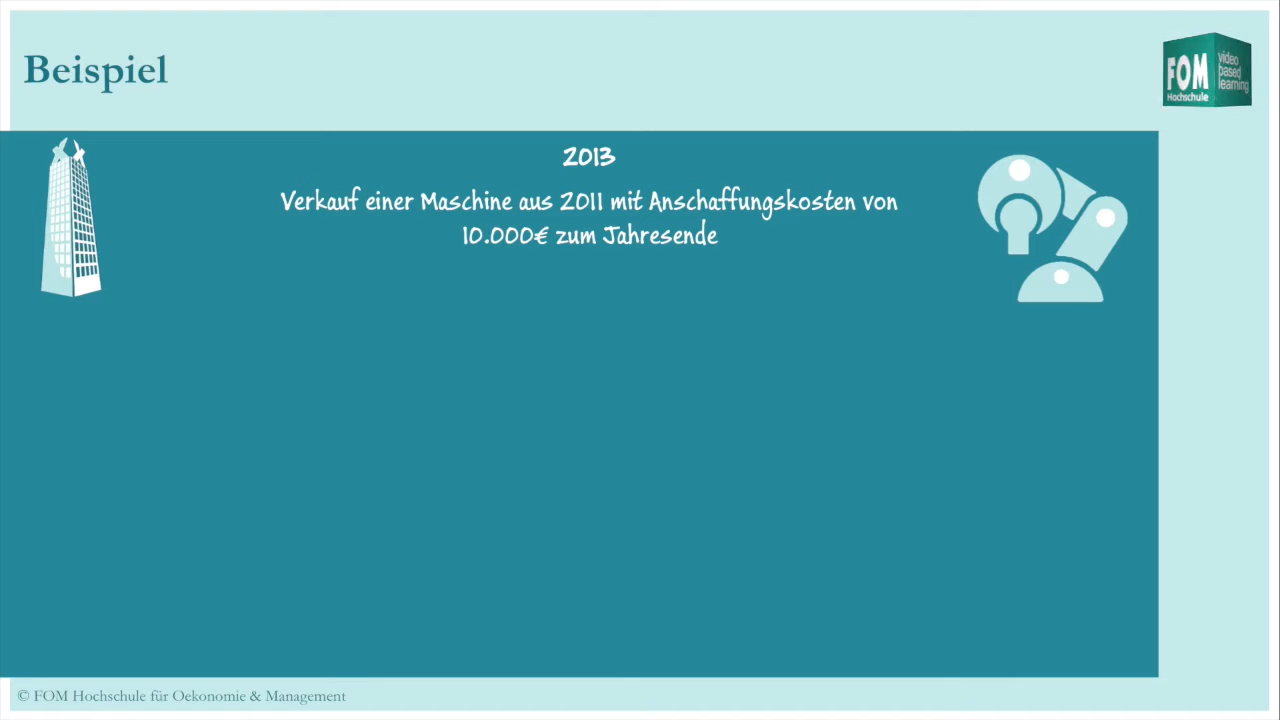 Beispiel
FOM
Hochschule
video
based
learning
2013
Verkauf einer Maschine aus 2011 mit Anschaffungskosten von
10.000€ zum Jahresende
© FOM Hochschule für Oekonomie & Management